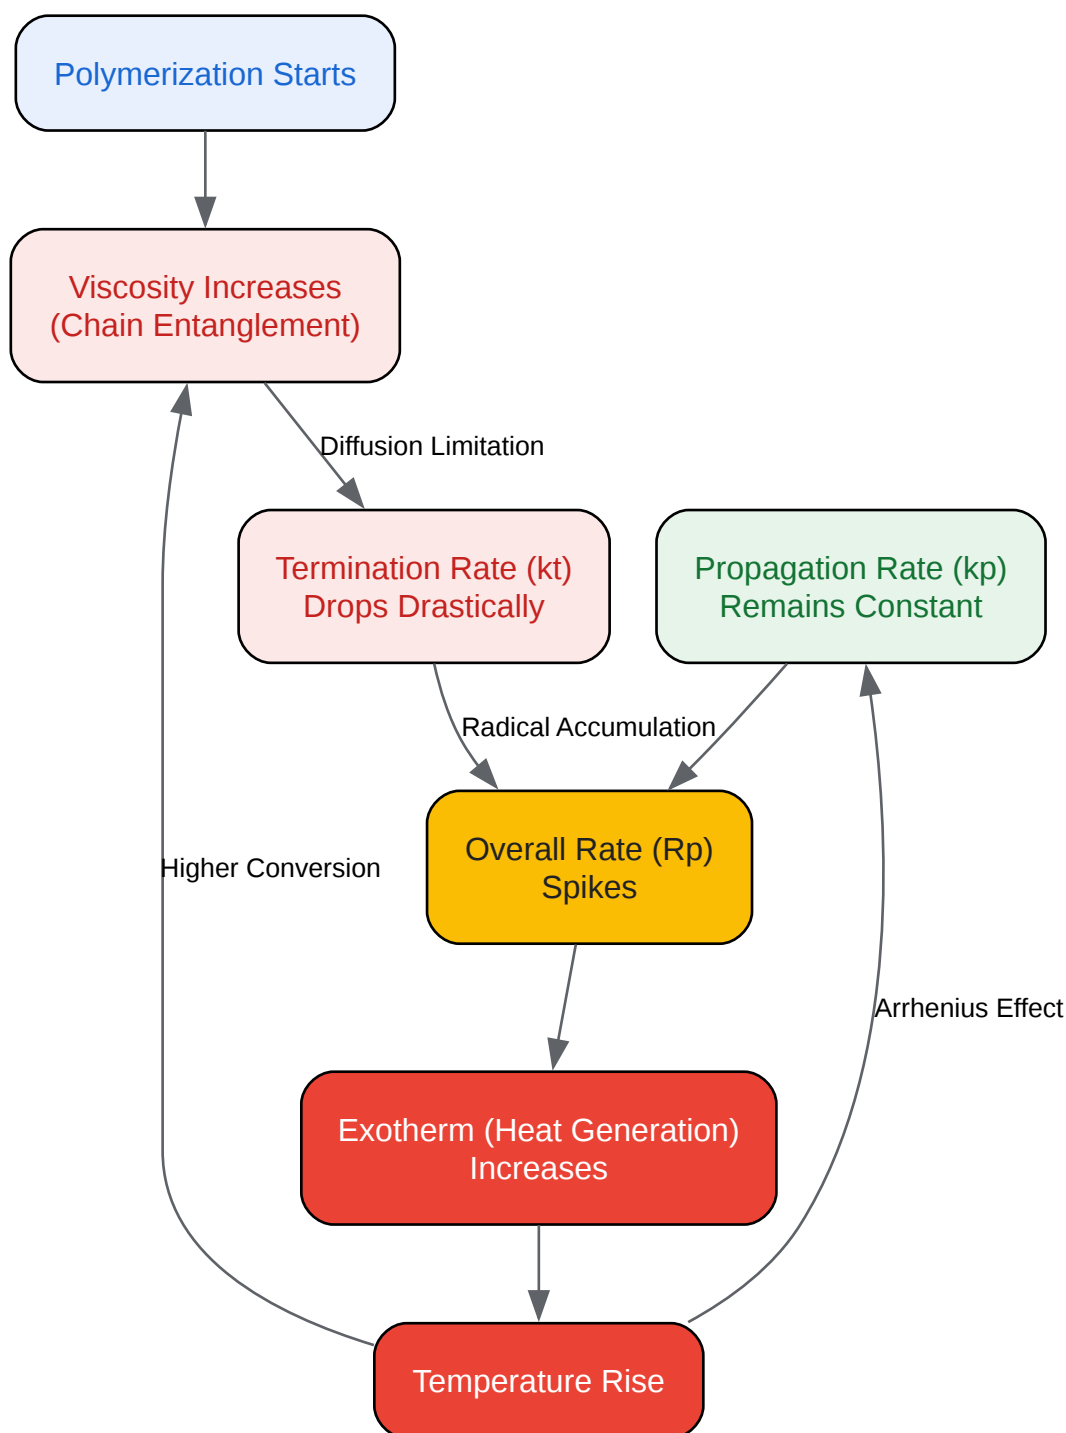 Polymerization Starts
Viscosity Increases
(Chain Entanglement)
Diffusion Limitation
Termination Rate (kt)
Drops Drastically
Propagation Rate (kp)
Remains Constant
Radical Accumulation
Overall Rate (Rp)
Spikes
Higher Conversion
Arrhenius Effect
Exotherm (Heat Generation)
Increases
Temperature Rise